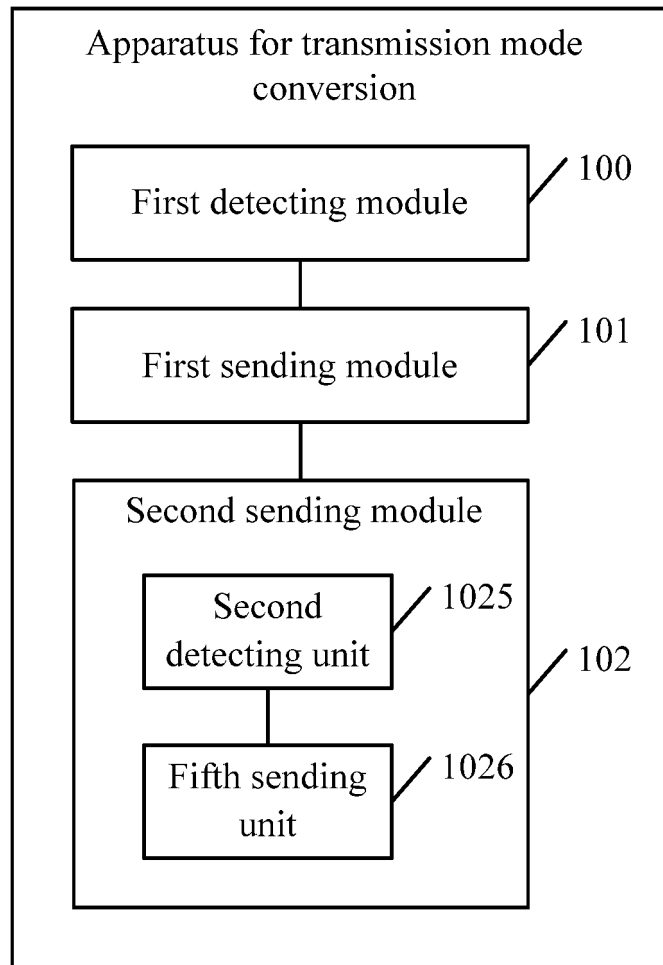 Apparatus for transmission mode
conversion
First detecting module
100
First sending module
101
Second sending module
Second
detecting unit
1025
102
Fifth sending
unit
1026